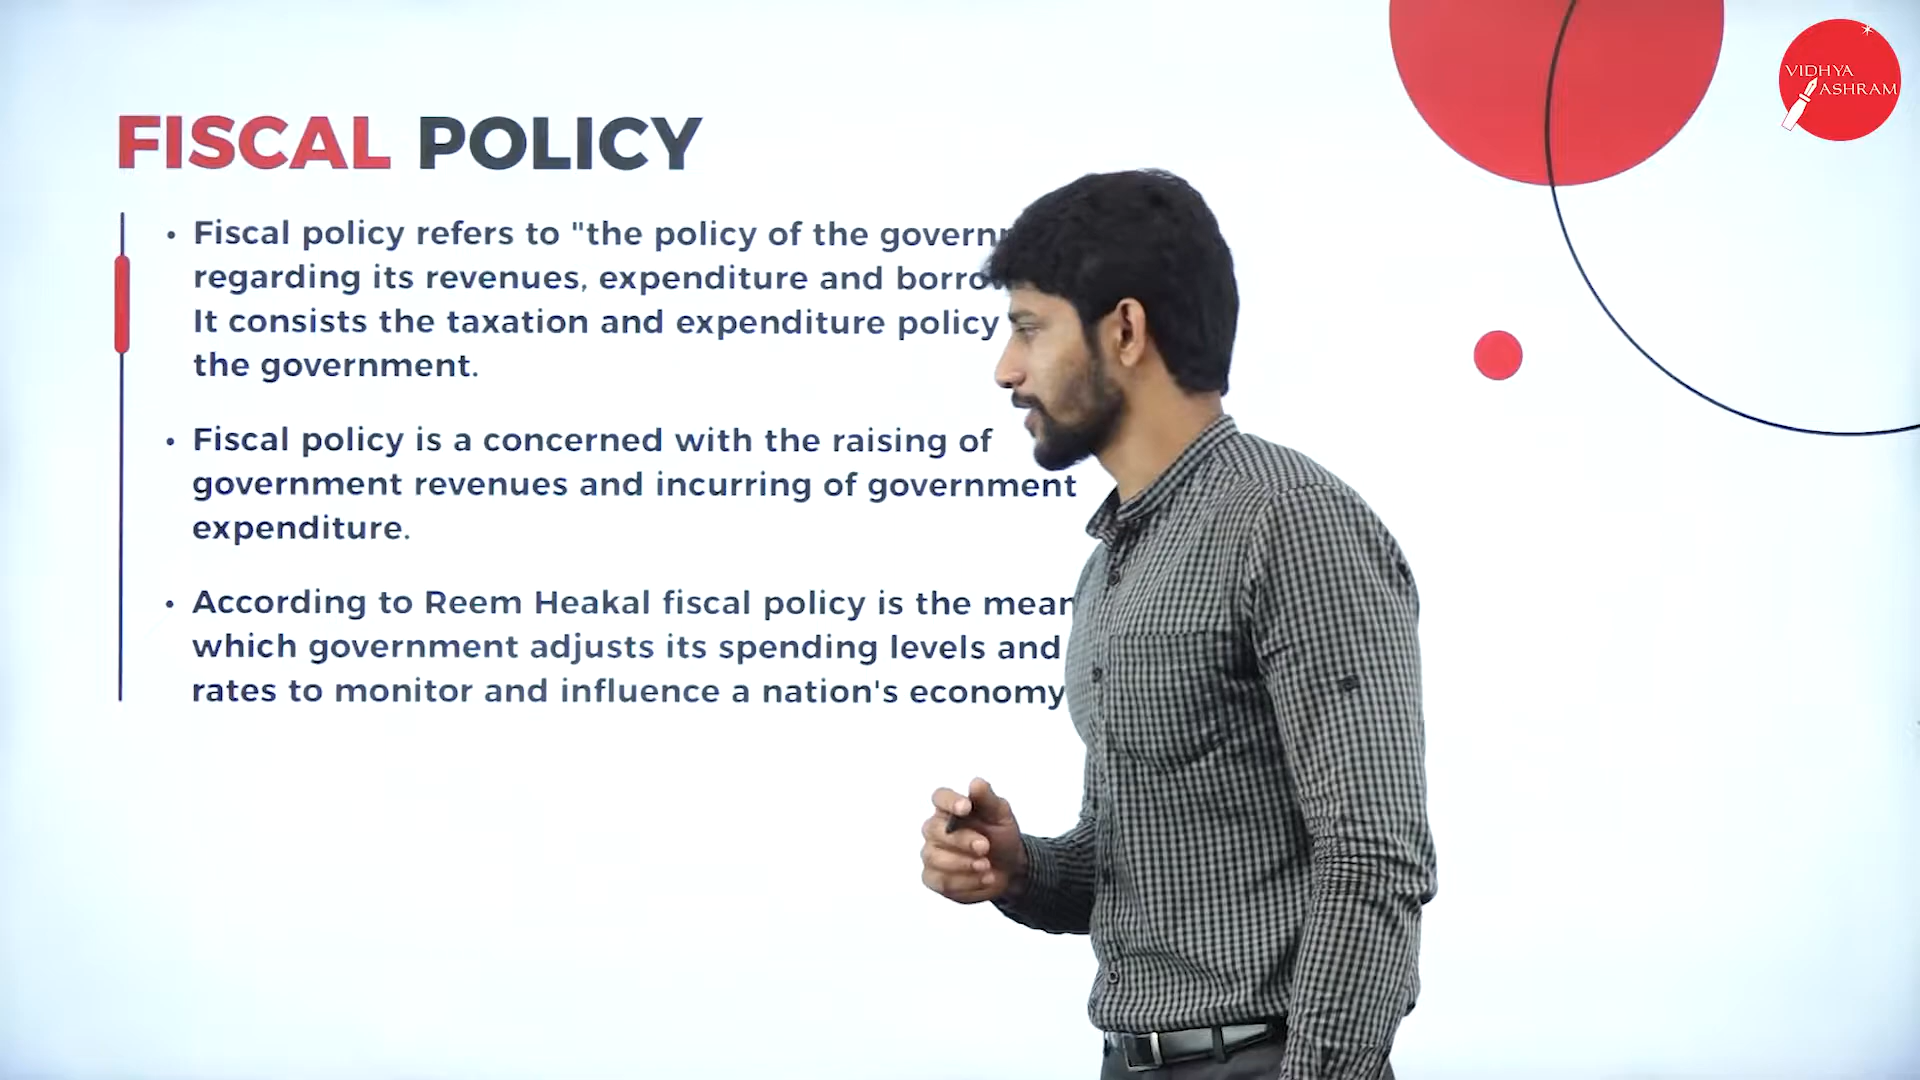 VIDHYA
ASHRAM
FISCAL POLICY
• Fiscal policy refers to "the policy of the
regarding its revenues, expenditure and
It consists the taxation and expenditure policy
the government.
• Fiscal policy is a concerned with the raising of
government revenues and incurring of government
expenditure.
• According to Reem Heakal fiscal policy is the
which government adjusts its spending levels and
rates to monitor and influence a nation's economy